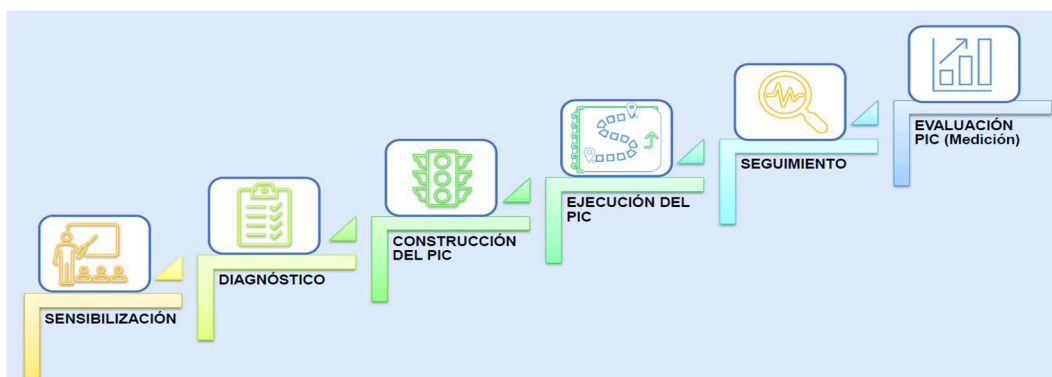 SENSIBILIZACIÓN
DIAGNÓSTICO
CONSTRUCCIÓN
DEL PIC
EJECUCIÓN DEL
PIC
SEGUIMIENTO
EVALUACIÓN
PIC (Medición)